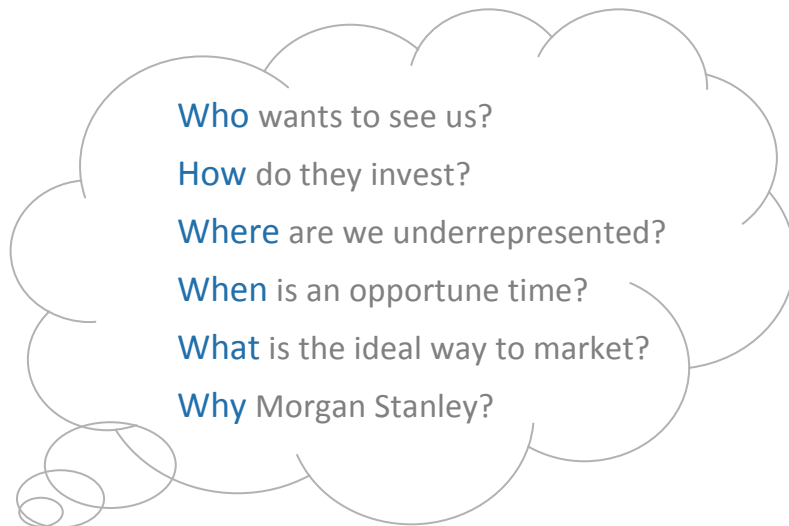 Who wants to see us?
How do they invest?
Where are we underrepresented?
When is an opportune time?
What is the ideal way to market?
Why Morgan Stanley?